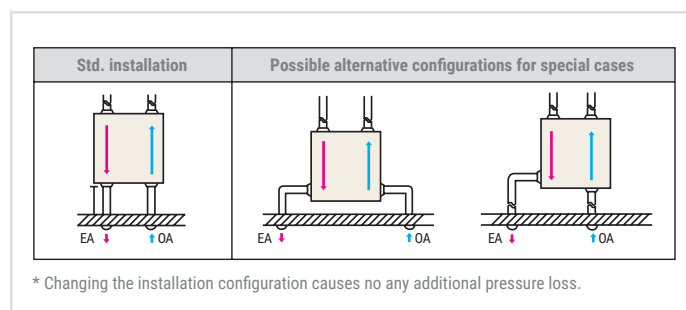 Std. installation
Possible alternative configurations for special cases
EA OA
EA OA
EA OA
* Changing the installation configuration causes no any additional pressure loss.